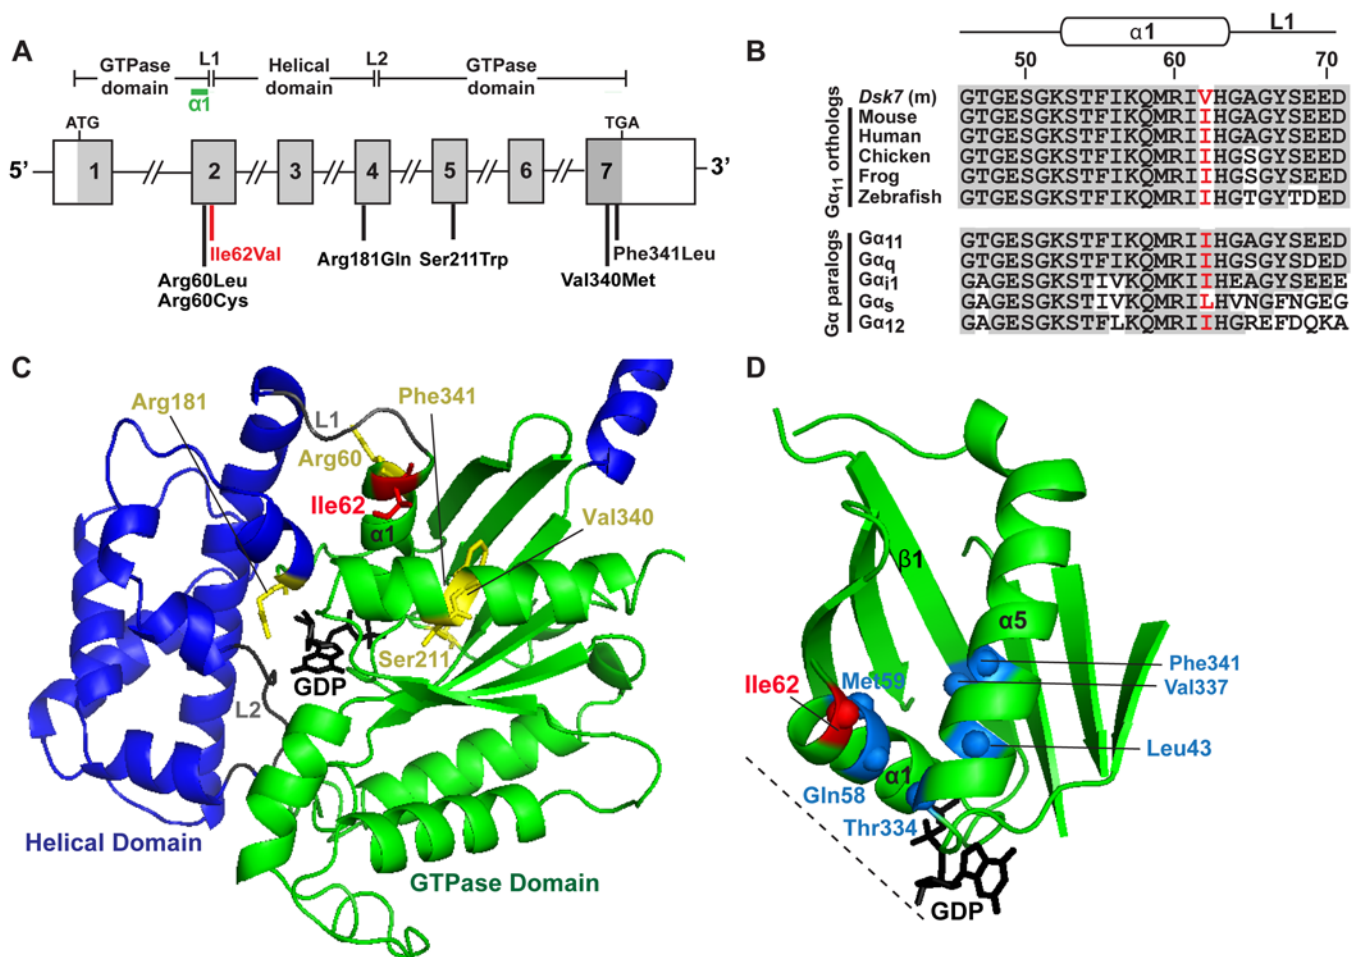 A
GTPase domain
L1
Helical domain
L2
GTPase domain
α1
ATG
TGA
5’
1
2
3
4
5
6
7
3’
Ile62Val
Arg60Leu
Arg60Cys
Arg181Gln
Ser211Trp
Phe341Leu
Val340Met
B
α1
L1
50
60
70
Gα11 orthologs
Dsk7 (m) GTGESGKSTFIKQMRIVHGAGYSEED
Mouse GTGESGKSTFIKQMRIIHGAGYSEED
Human GTGESGKSTFIKQMRIIHGAGYSEED
Chicken GTGESGKSTFIKQMRIIHGSGYSEED
Frog GTGESGKSTFIKQMRIIHGSGYSEED
Zebrafish GTGESGKSTFIKQMRIIHGTGYTDED
Gα paralogs
Gα11 GTGESGKSTFIKQMRIIHGAGYSEED
Gαq GTGESGKSTFIKQMRIIHGSGYSDED
Gαi1 GAGESGKSTIVKQMKIIHEAGYSEEE
Gαs GAGESGKSTIVKQMRILHVNGFNGEG
Gα12 GAGESGKSTFLKQMRIIHGREFDQKA
C
Arg181
Phe341
L1
Arg60
Ile62
α1
Val340
Ser211
GDP
L2
Helical Domain
GTPase Domain
D
β1
α5
Phe341
Val337
Ile62
Met59
Leu43
α1
Gln58
Thr334
GDP